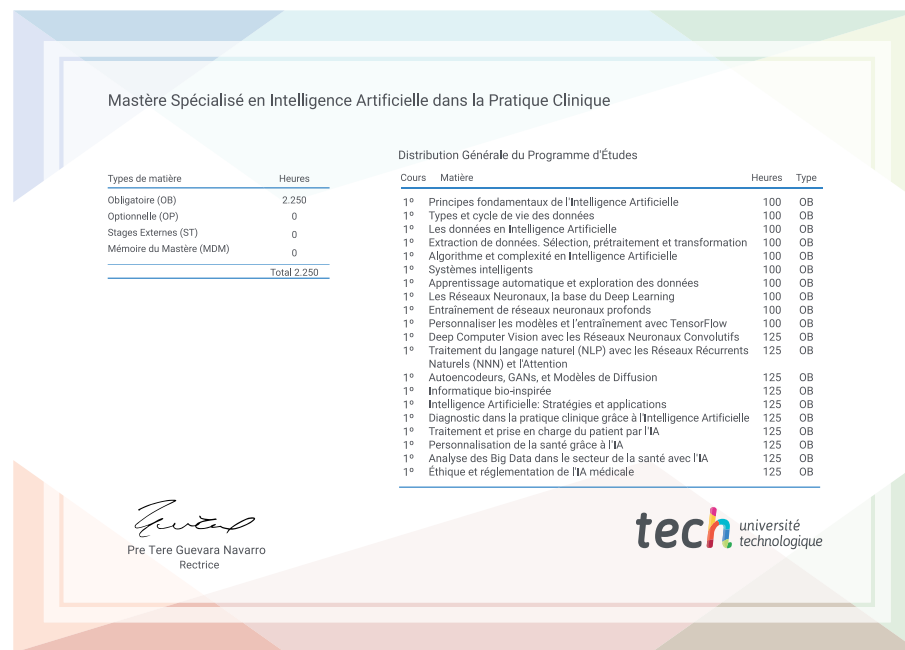 Mastère Spécialisé en Intelligence Artificielle dans la Pratique Clinique
Types de matière Heures
Obligatoire (OB) 2.250
Optionnelle (OP) 0
Stages Externes (ST) 0
Mémoire du Mastère (MDM) 0
Total 2.250
Distribution Générale du Programme d'Études
Cours Matière Heures Type
1º Principes fondamentaux de l'Intelligence Artificielle 100 OB
1º Types et cycle de vie des données 100 OB
1º Les données en Intelligence Artificielle 100 OB
1º Extraction de données. Sélection, prétraitement et transformation 100 OB
1º Algorithme et complexité en Intelligence Artificielle 100 OB
1º Systèmes intelligents 100 OB
1º Apprentissage automatique et exploration des données 100 OB
1º Les Réseaux Neuronaux, la base du Deep Learning 100 OB
1º Entraînement de réseaux neuronaux profonds 100 OB
1º Personnaliser les modèles et l'entraînement avec TensorFlow 100 OB
1º Deep Computer Vision avec les Réseaux Neuronaux Convolutifs 125 OB
1º Traitement du langage naturel (NLP) avec les Réseaux Récurrents 125 OB
Naturels (NNN) et l'Attention
1º Autoencodeurs, GANs, et Modèles de Diffusion 125 OB
1º Informatique bio-inspirée 125 OB
1º Intelligence Artificielle: Stratégies et applications 125 OB
1º Diagnostic dans la pratique clinique grâce à l'Intelligence Artificielle 125 OB
1º Traitement et prise en charge du patient par l'IA 125 OB
1º Personnalisation de la santé grâce à l'IA 125 OB
1º Analyse des Big Data dans le secteur de la santé avec l'IA 125 OB
1º Éthique et réglementation de l'IA médicale 125 OB
Pre Tere Guevara Navarro
Rectrice
tech université
technologique